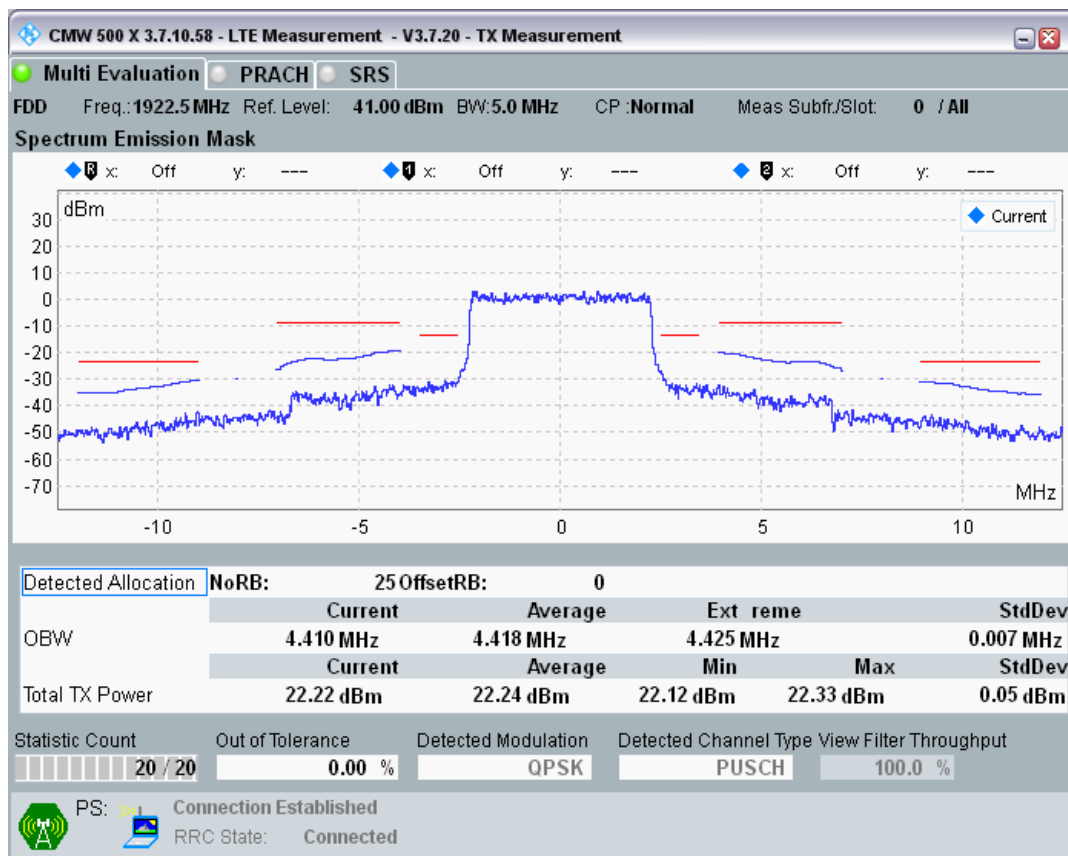 CMW 500 X 3.7.10.58 - LTE Measurement - V3.7.20 - TX Measurement
Multi Evaluation PRACH SRS
FDD Freq.: 1922.5 MHz Ref. Level: 41.00 dBm BW: 5.0 MHz CP : Normal Meas Subfr./Slot: 0 / All
Spectrum Emission Mask
R x: Off y: --- 1 x: Off y: --- 2 x: Off y: ---
dBm
Current
30
20
10
0
-10
-20
-30
-40
-50
-60
-70
MHz
-10 -5 0 5 10
Detected Allocation NoRB: 25 OffsetRB: 0
Current Average Ext reme StdDev
OBW 4.410 MHz 4.418 MHz 4.425 MHz 0.007 MHz
Current Average Min Max StdDev
Total TX Power 22.22 dBm 22.24 dBm 22.12 dBm 22.33 dBm 0.05 dBm
Statistic Count Out of Tolerance Detected Modulation Detected Channel Type View Filter Throughput
20 / 20 0.00 % QPSK PUSCH 100.0 %
PS: Connection Established
RRC State: Connected